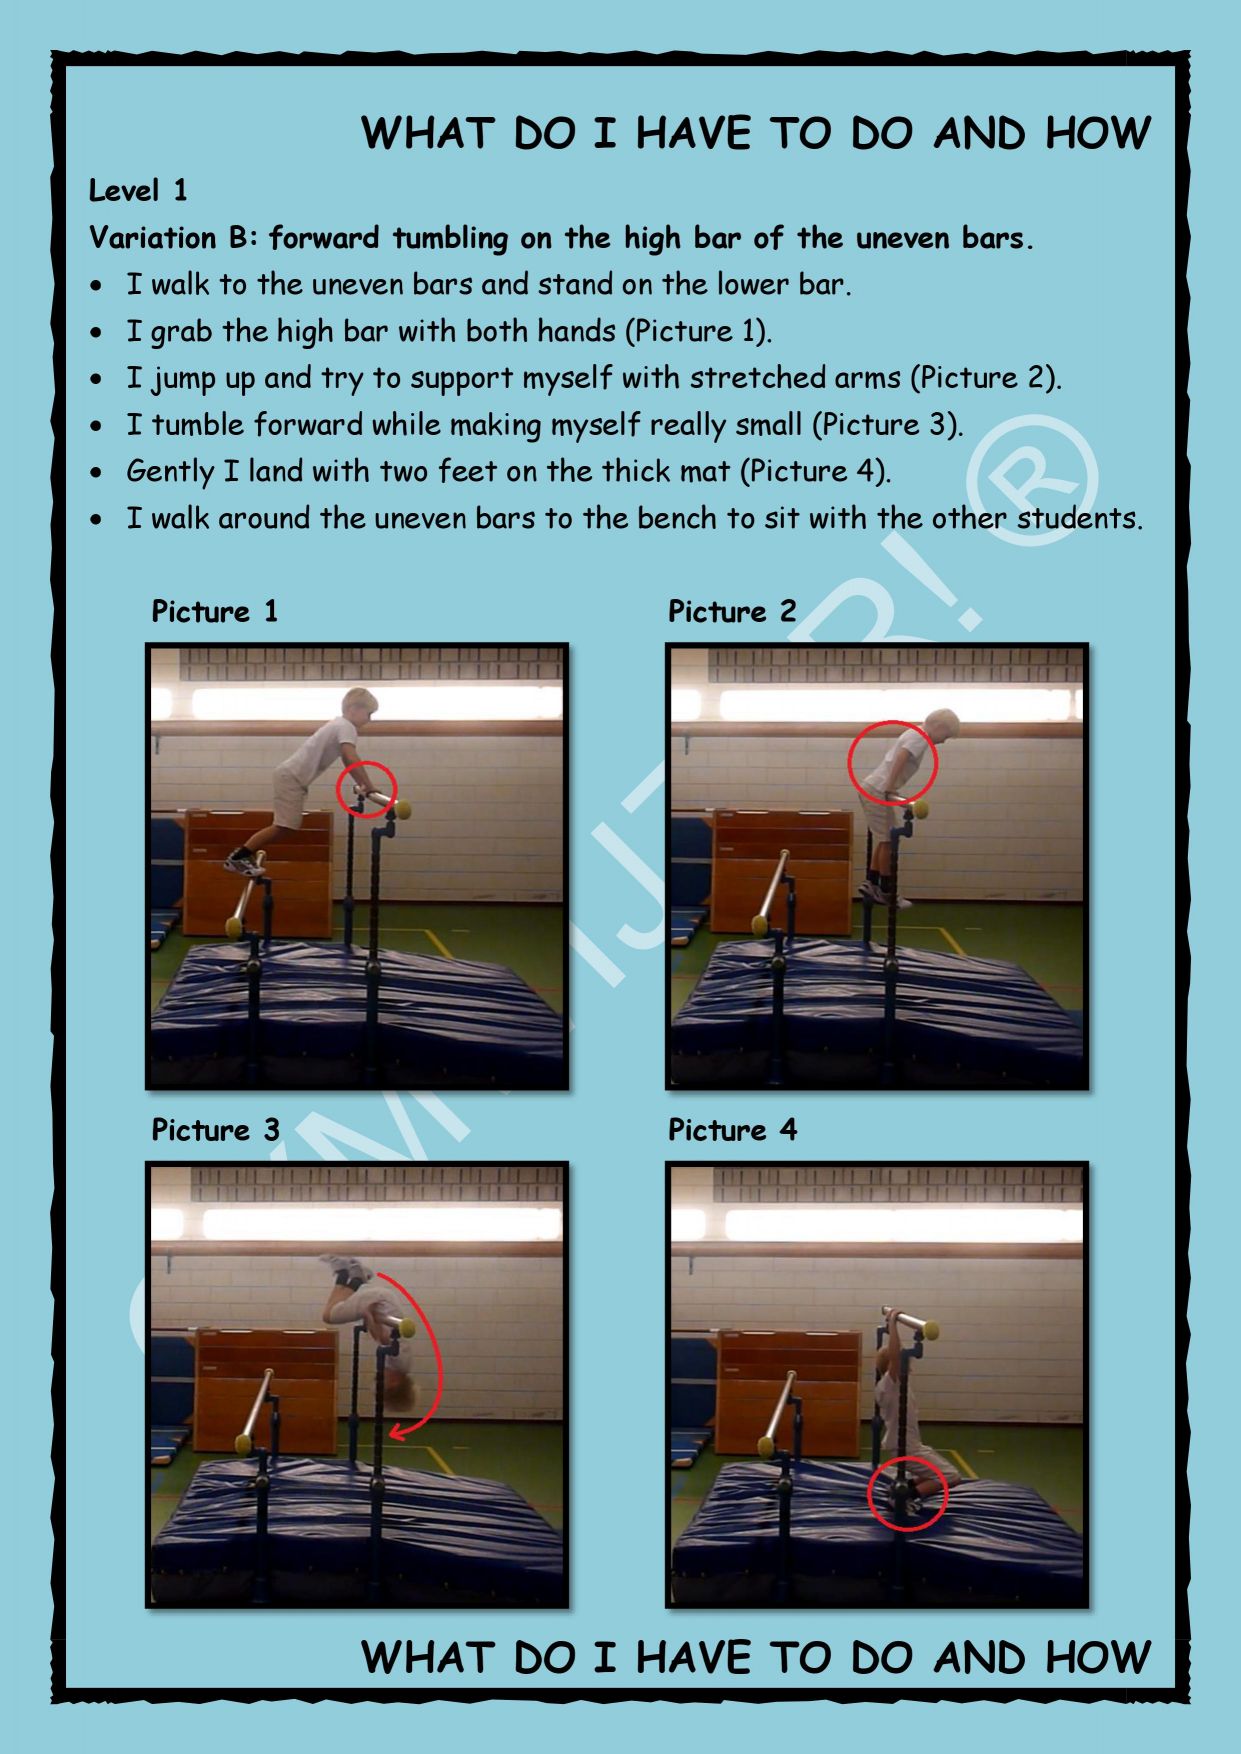 WHAT DO I HAVE TO DO AND HOW
Level 1
Variation B: forward tumbling on the high bar of the uneven bars.
• I walk to the uneven bars and stand on the lower bar.
• I grab the high bar with both hands (Picture 1).
• I jump up and try to support myself with stretched arms (Picture 2).
• I tumble forward while making myself really small (Picture 3).
• Gently I land with two feet on the thick mat (Picture 4).
• I walk around the uneven bars to the bench to sit with the other students.
Picture 1
Picture 2
Picture 3
Picture 4
WHAT DO I HAVE TO DO AND HOW